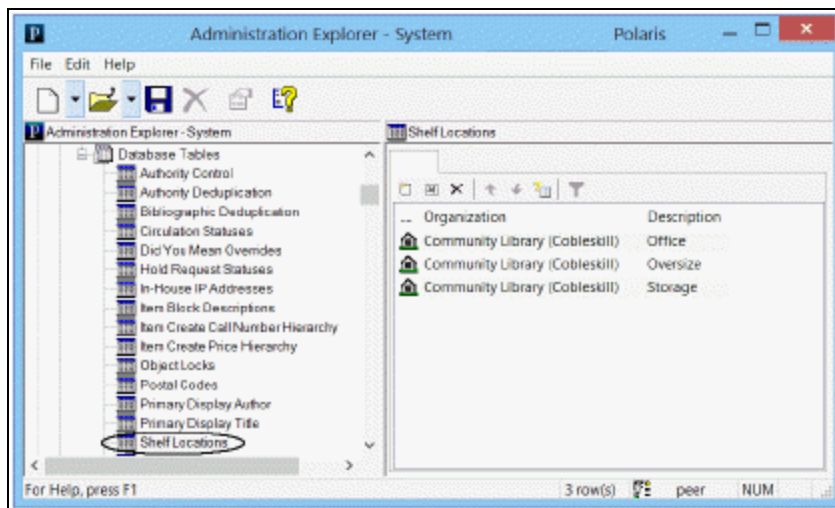 Administration Explorer - System Polaris
File Edit Help
Administration Explorer - System
Shelf Locations
Database Tables
Authority Control
Authority Deduplication
Bibliographic Deduplication
Circulation Statuses
Did You Mean Overrides
Hold Request Statuses
In-House IP Addresses
Item Block Descriptions
Item Create Call Number Hierarchy
Item Create Price Hierarchy
Object Locks
Postal Codes
Primary Display Author
Primary Display Title
Shelf Locations
... Organization Description
Community Library (Cobleskill) Office
Community Library (Cobleskill) Oversize
Community Library (Cobleskill) Storage
For Help, press F1 3 row(s) peer NUM